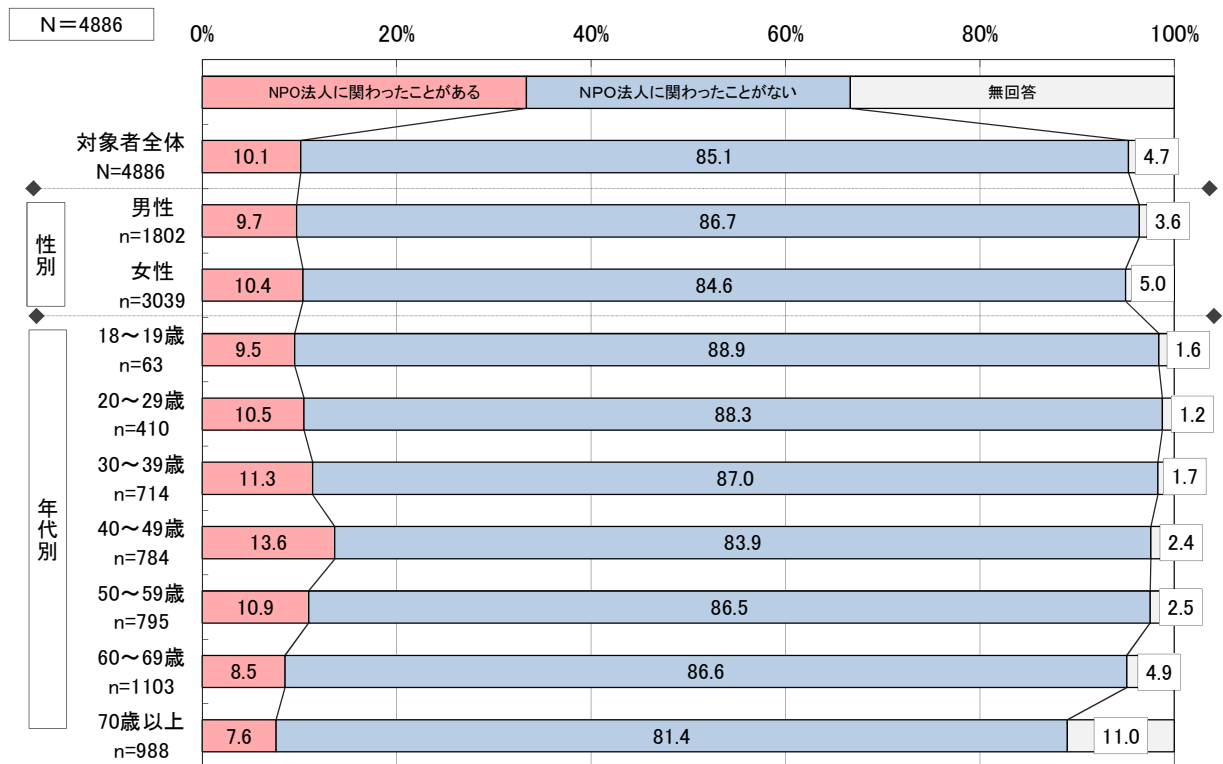 N=4886
0% 20% 40% 60% 80% 100%
NPO法人に関わったことがある NPO法人に関わったことがない 無回答
対象者全体
N=4886
10.1 85.1 4.7
性別
男性
n=1802
9.7 86.7 3.6
女性
n=3039
10.4 84.6 5.0
年代別
18～19歳
n=63
9.5 88.9 1.6
20～29歳
n=410
10.5 88.3 1.2
30～39歳
n=714
11.3 87.0 1.7
40～49歳
n=784
13.6 83.9 2.4
50～59歳
n=795
10.9 86.5 2.5
60～69歳
n=1103
8.5 86.6 4.9
70歳以上
n=988
7.6 81.4 11.0